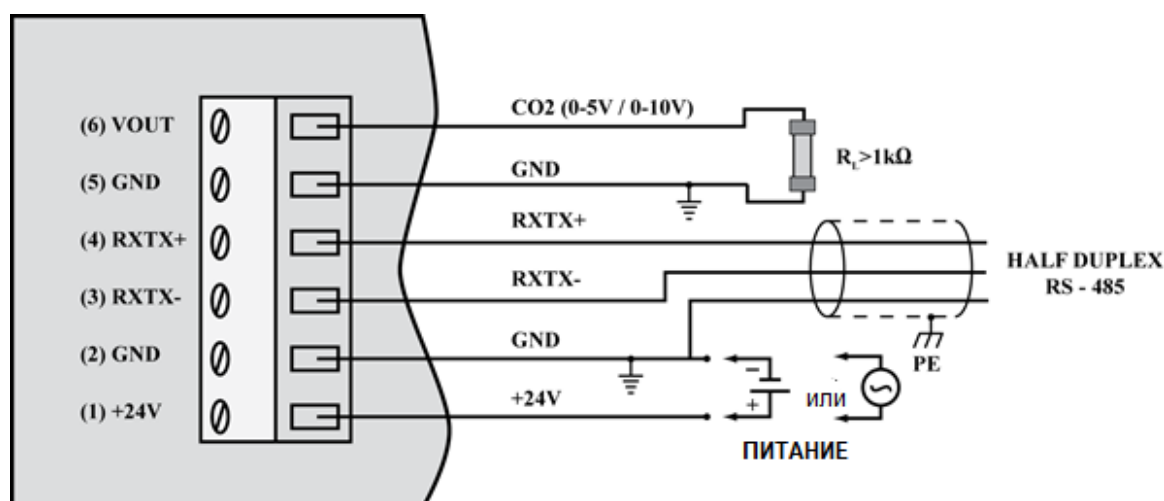 (6) VOUT
CO2 (0-5V / 0-10V)
RL>1kΩ
(5) GND
GND
(4) RXTX+
RXTX+
(3) RXTX-
RXTX-
HALF DUPLEX
RS - 485
(2) GND
GND
PE
(1) +24V
+24V
−
+
или
ПИТАНИЕ